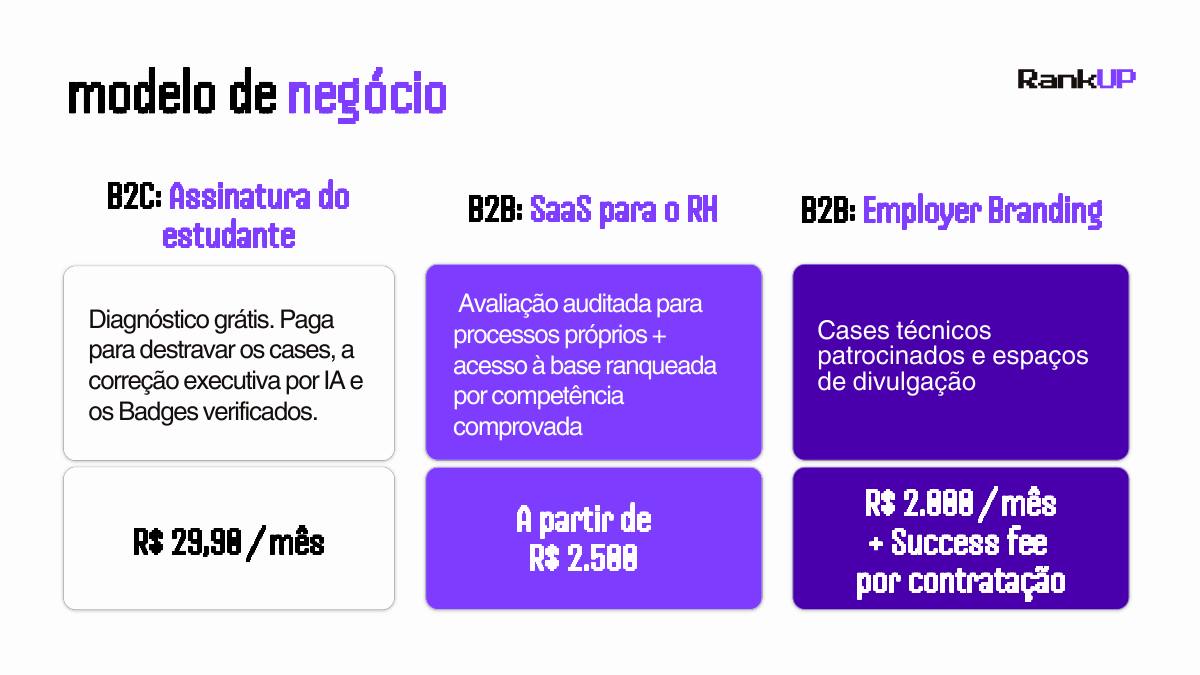 modelo de negócio
RankUP
B2C: Assinatura do
estudante
B2B: SaaS para o RH
B2B: Employer Branding
Diagnóstico grátis. Paga
para destravar os cases, a
correção executiva por IA e
os Badges verificados.
Avaliação auditada para
processos próprios +
acesso à base ranqueada
por competência
comprovada
Cases técnicos
patrocinados e espaços
de divulgação
R$ 29,90 / mês
A partir de
R$ 2.500
R$ 2.000 / mês
+ Success fee
por contratação